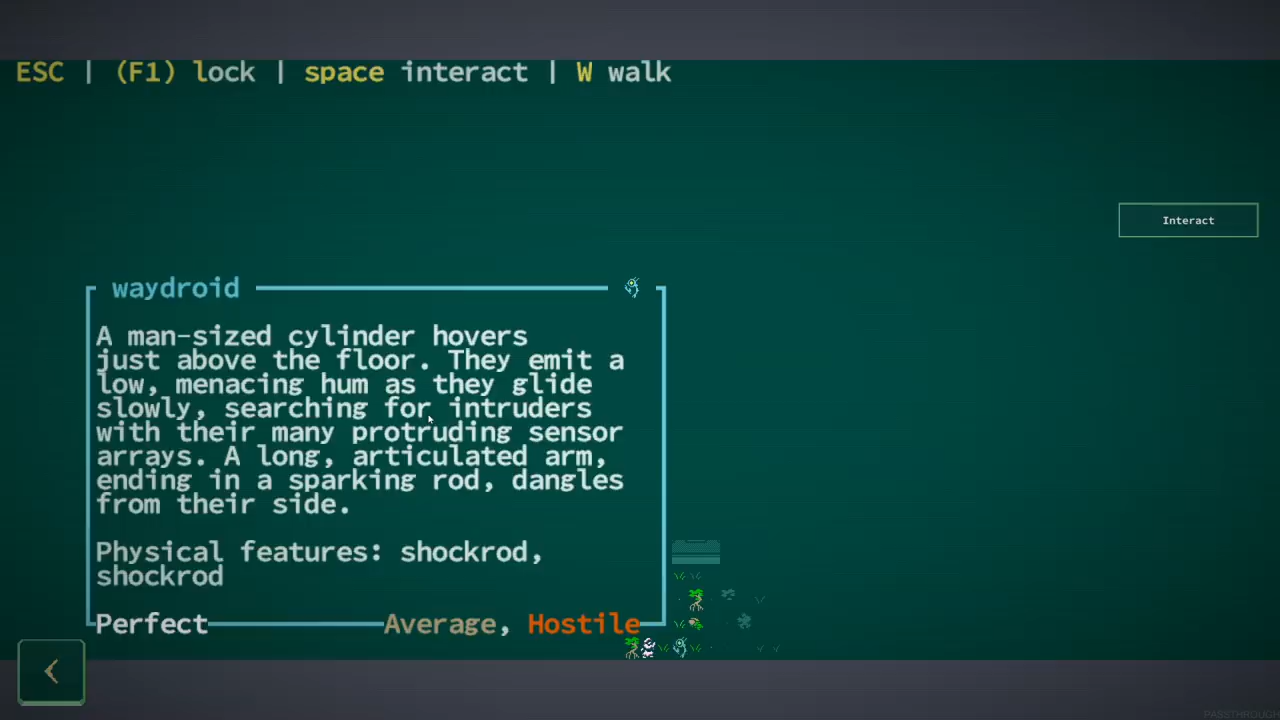 ESC | (F1) lock | space interact | W walk
Interact
waydroid
A man-sized cylinder hovers
just above the floor. They emit a
low, menacing hum as they glide
slowly, searching for intruders
with their many protruding sensor
arrays. A long, articulated arm,
ending in a sparking rod, dangles
from their side.
Physical features: shockrod,
shockrod
Perfect Average, Hostile